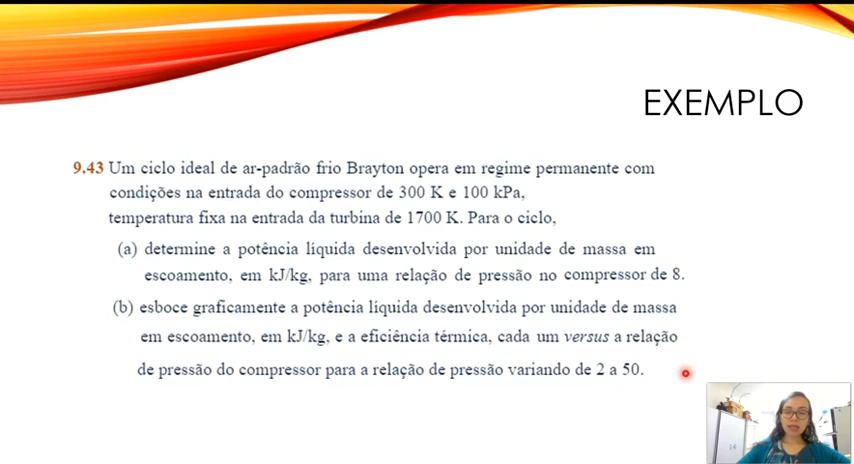 EXEMPLO
9.43 Um ciclo ideal de ar-padrão frio Brayton opera em regime permanente com
condições na entrada do compressor de 300 K e 100 kPa,
temperatura fixa na entrada da turbina de 1700 K. Para o ciclo,
(a) determine a potência líquida desenvolvida por unidade de massa em
escoamento, em kJ/kg, para uma relação de pressão no compressor de 8.
(b) esboce graficamente a potência líquida desenvolvida por unidade de massa
em escoamento, em kJ/kg, e a eficiência térmica, cada um versus a relação
de pressão do compressor para a relação de pressão variando de 2 a 50.